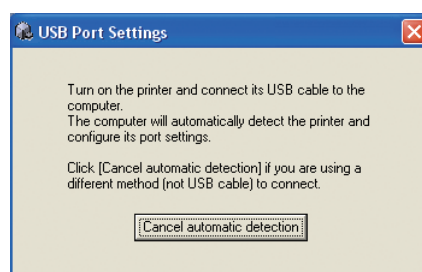 USB Port Settings
Turn on the printer and connect its USB cable to the
computer.
The computer will automatically detect the printer and
configure its port settings.
Click [Cancel automatic detection] if you are using a
different method (not USB cable) to connect.
Cancel automatic detection